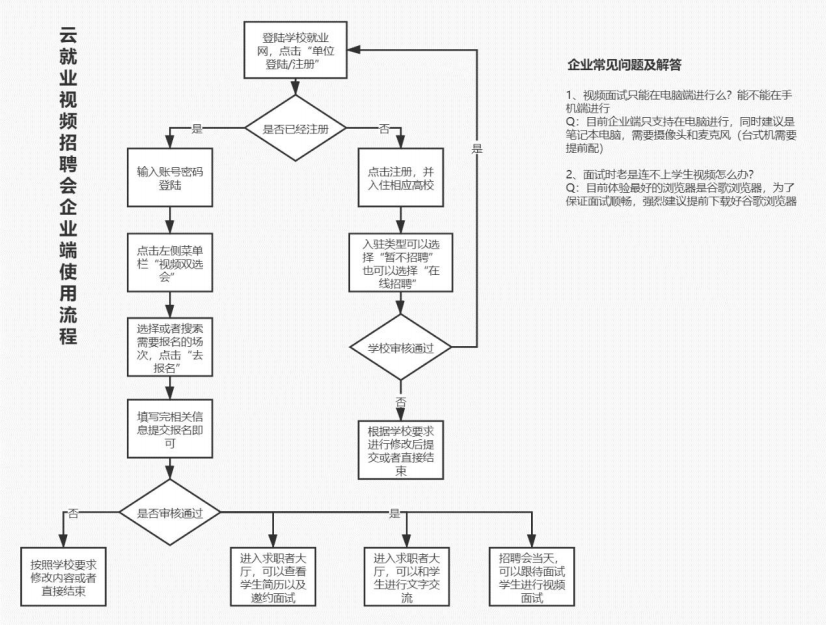 云就业视频招聘会企业端使用流程
登陆学校就业
网，点击“单位
登陆/注册”
是否已经注册
是
否
是
输入账号密码
登陆
点击注册，并
入住相应高校
点击左侧菜单
栏“视频双选
会”
入驻类型可以选
择“暂不招聘”
也可以选择“在
线招聘”
选择或者搜索
需要报名的场
次，点击“去
报名”
学校审核通过
否
填写完相关信
息提交报名即
可
根据学校要求
进行修改后提
交或者直接结
束
是否审核通过
否
是
按照学校要求
修改内容或者
直接结束
进入求职者大
厅，可以查看
学生简历以及
邀约面试
进入求职者大
厅，可以和学
生进行文字交
流
招聘会当天，
可以跟待面试
学生进行视频
面试
企业常见问题及解答
1、视频面试只能在电脑端进行么？能不能在手
机端进行
Q：目前企业端只支持在电脑进行，同时建议是
笔记本电脑，需要摄像头和麦克风（台式机需要
提前配）
2、面试时老是连不上学生视频怎么办？
Q：目前体验最好的浏览器是谷歌浏览器，为了
保证面试顺畅，强烈建议提前下载好谷歌浏览器